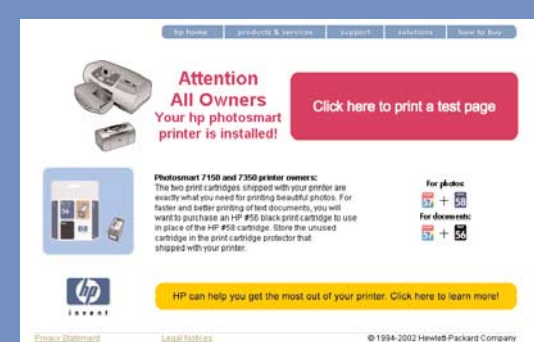 hp home products & services support solutions how to buy
Attention
All Owners
Your hp photosmart
printer is installed!
Click here to print a test page
Photosmart 7150 and 7350 printer owners:
The two print cartridges shipped with your printer are
exactly what you need for printing beautiful photos. For
faster and better printing of text documents, you will
want to purchase an HP #56 black print cartridge to use
in place of the HP #58 cartridge. Store the unused
cartridge in the print cartridge protector that
shipped with your printer.
For photos:
57 + 58
For documents:
57 + 56
56
hp
invent
HP can help you get the most out of your printer. Click here to learn more!
Privacy Statement Legal Notices © 1994-2002 Hewlett-Packard Company